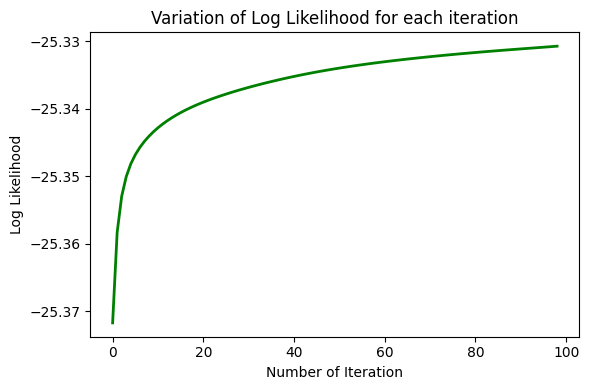 Variation of Log Likelihood for each iteration
−25.33
−25.34
−25.35
−25.36
−25.37
Log Likelihood
0 20 40 60 80 100
Number of Iteration